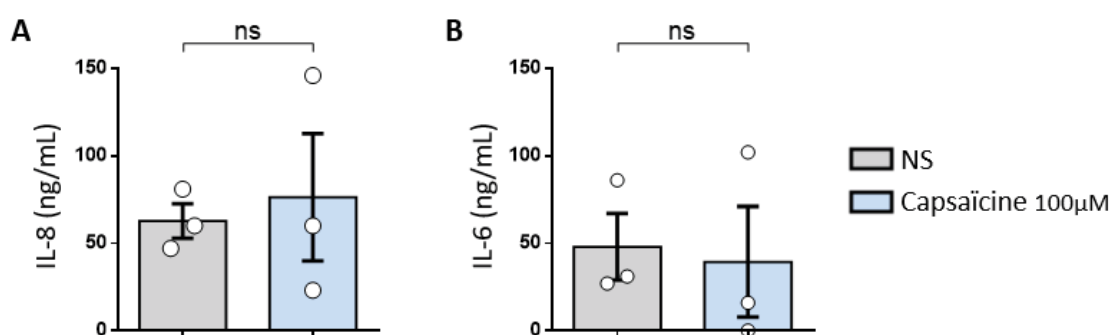 A
ns
IL-8 (ng/mL)
150
100
50
0
B
ns
IL-6 (ng/mL)
150
100
50
0
NS
Capsaïcine 100µM